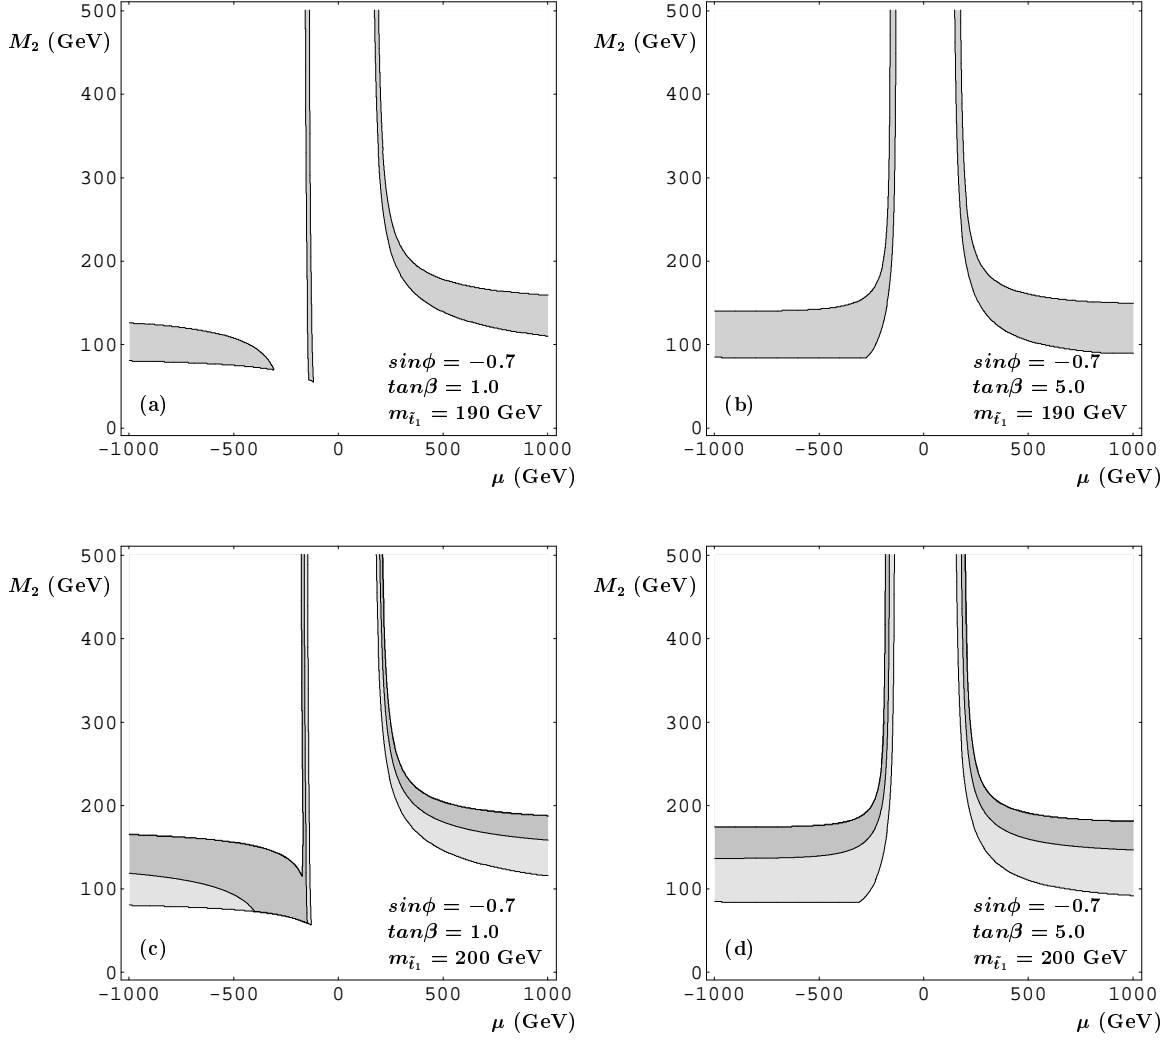 500
M₂ (GeV)
400
300
200
100
0
sinϕ = −0.7
tanβ = 1.0
m_{t̃₁} = 190 GeV
(a)
-1000 -500 0 500 1000
μ (GeV)
500
M₂ (GeV)
400
300
200
100
0
sinϕ = −0.7
tanβ = 5.0
m_{t̃₁} = 190 GeV
(b)
-1000 -500 0 500 1000
μ (GeV)
500
M₂ (GeV)
400
300
200
100
0
sinϕ = −0.7
tanβ = 1.0
m_{t̃₁} = 200 GeV
(c)
-1000 -500 0 500 1000
μ (GeV)
500
M₂ (GeV)
400
300
200
100
0
sinϕ = −0.7
tanβ = 5.0
m_{t̃₁} = 200 GeV
(d)
-1000 -500 0 500 1000
μ (GeV)